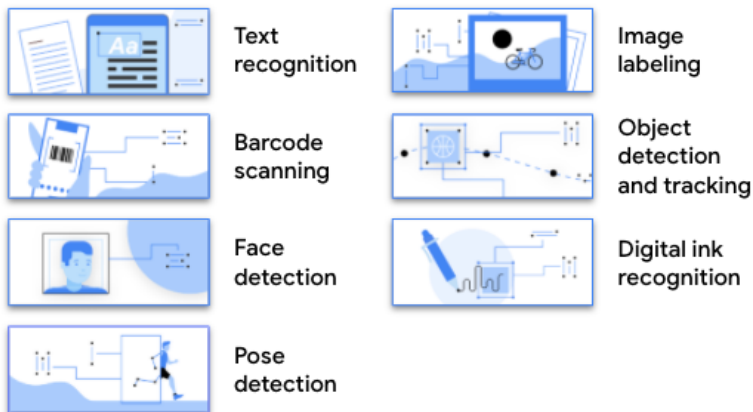 Aa
Text
recognition
Barcode
scanning
Face
detection
Pose
detection
Image
labeling
Object
detection
and tracking
Digital ink
recognition